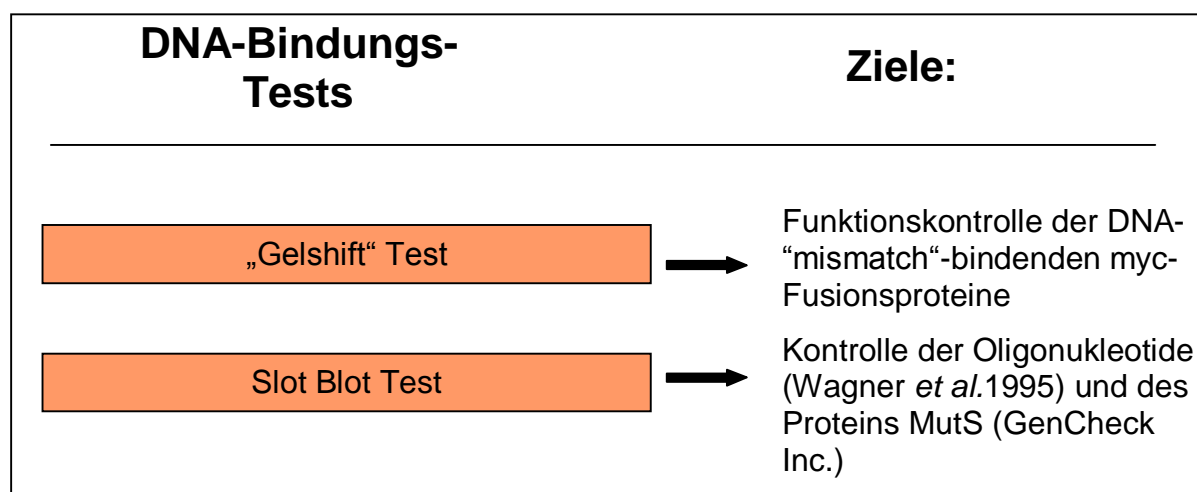 DNA-Bindungs-
Tests
Ziele:
„Gelshift“ Test
Funktionskontrolle der DNA-
“mismatch“-bindenden myc-
Fusionsproteine
Slot Blot Test
Kontrolle der Oligonukleotide
(Wagner et al.1995) und des
Proteins MutS (GenCheck
Inc.)